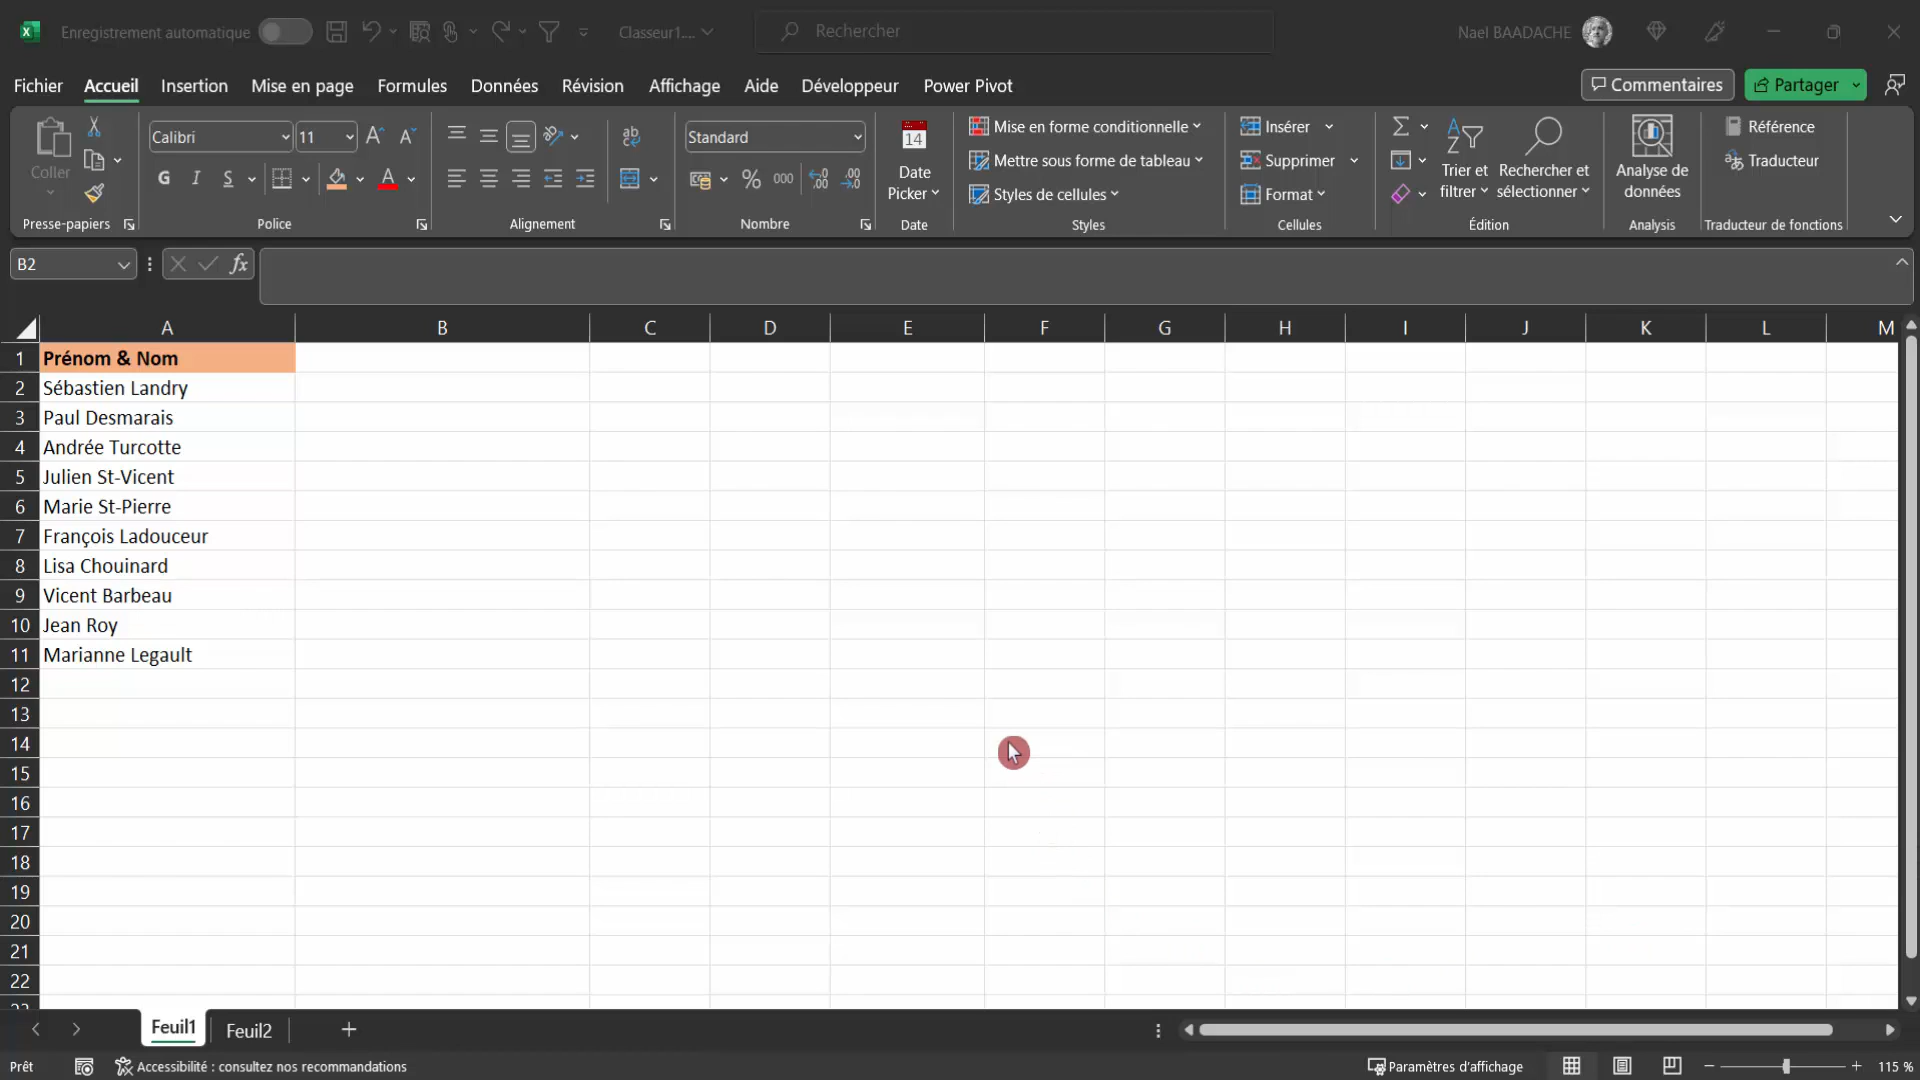 Enregistrement automatique
Classeur1....
Rechercher
Nael BAADACHE
Fichier Accueil Insertion Mise en page Formules Données Révision Affichage Aide Développeur Power Pivot
Commentaires
Partager
Coller
Presse-papiers
Calibri
11
G I S
A
Police
ab
Alignement
Standard
% 000
Nombre
14
Date
Picker
Date
Mise en forme conditionnelle
Mettre sous forme de tableau
Styles de cellules
Styles
Insérer
Supprimer
Format
Cellules
Trier et
filtrer
Rechercher et
sélectionner
Édition
Analyse de
données
Analysis
Référence
Traducteur
Traducteur de fonctions
B2
fx
A B C D E F G H I J K L M
1 Prénom & Nom
2 Sébastien Landry
3 Paul Desmarais
4 Andrée Turcotte
5 Julien St-Vicent
6 Marie St-Pierre
7 François Ladouceur
8 Lisa Chouinard
9 Vicent Barbeau
10 Jean Roy
11 Marianne Legault
12
13
14
15
16
17
18
19
20
21
22
Feuil1 Feuil2
Prêt
Accessibilité : consultez nos recommandations
Paramètres d'affichage
115 %